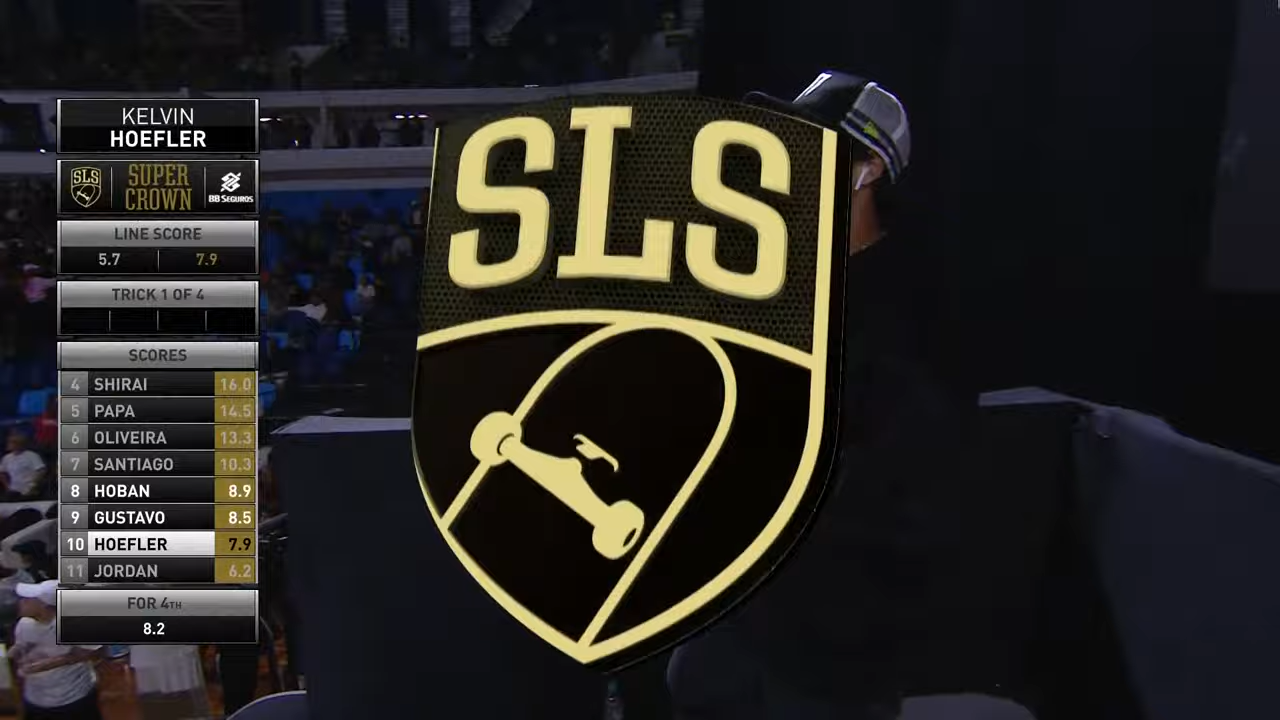 KELVIN
HOEFLER
SLS
SUPER
CROWN
BB SEGUROS
LINE SCORE
5.7 7.9
TRICK 1 OF 4
SCORES
4 SHIRAI 16.0
5 PAPA 14.5
6 OLIVEIRA 13.3
7 SANTIAGO 10.3
8 HOBAN 8.9
9 GUSTAVO 8.5
10 HOEFLER 7.9
11 JORDAN 6.2
FOR 4TH
8.2
SLS